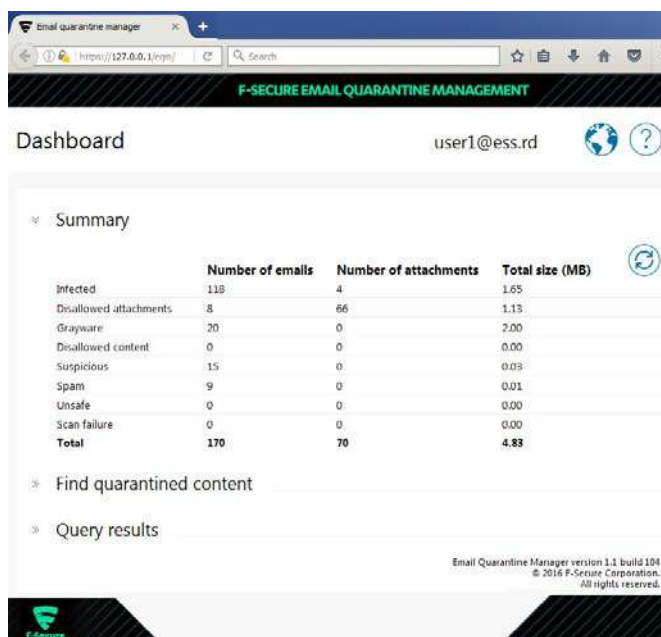 Email quarantine manager
https://127.0.0.1/eqm/
Search
F-SECURE EMAIL QUARANTINE MANAGEMENT
Dashboard
user1@ess.rd
Summary
Number of emails Number of attachments Total size (MB)
Infected 118 4 1.65
Disallowed attachments 8 66 1.13
Grayware 20 0 2.00
Disallowed content 0 0 0.00
Suspicious 15 0 0.03
Spam 9 0 0.01
Unsafe 0 0 0.00
Scan failure 0 0 0.00
Total 170 70 4.83
Find quarantined content
Query results
Email Quarantine Manager version 1.1 build 104
© 2016 F-Secure Corporation.
All rights reserved.
F-Secure